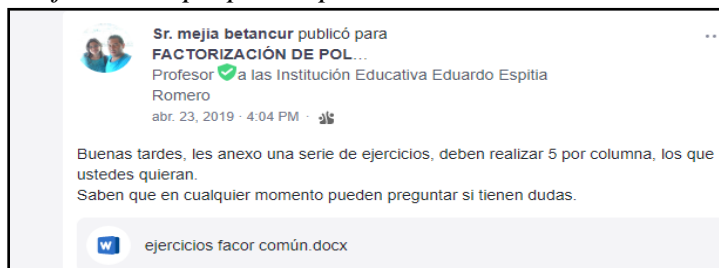 Sr. mejia betancur publicó para
FACTORIZACIÓN DE POL...
Profesor a las Institución Educativa Eduardo Espitia
Romero
abr. 23, 2019 · 4:04 PM ·
Buenas tardes, les anexo una serie de ejercicios, deben realizar 5 por columna, los que
ustedes quieran.
Saben que en cualquier momento pueden preguntar si tienen dudas.
W ejercicios facor común.docx